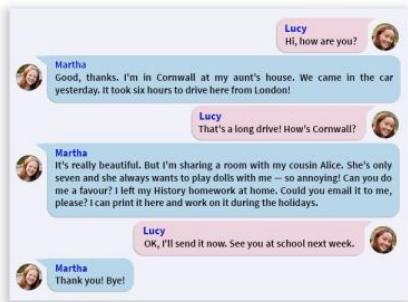 Lucy
Hi, how are you?
Martha
Good, thanks. I'm in Cornwall at my aunt's house. We came in the car
yesterday. It took six hours to drive here from London!
Lucy
That's a long drive! How's Cornwall?
Martha
It's really beautiful. But I'm sharing a room with my cousin Alice. She's only
seven and she always wants to play dolls with me — so annoying! Can you do
me a favour? I left my History homework at home. Could you email it to me,
please? I can print it here and work on it during the holidays.
Lucy
OK, I'll send it now. See you at school next week.
Martha
Thank you! Bye!